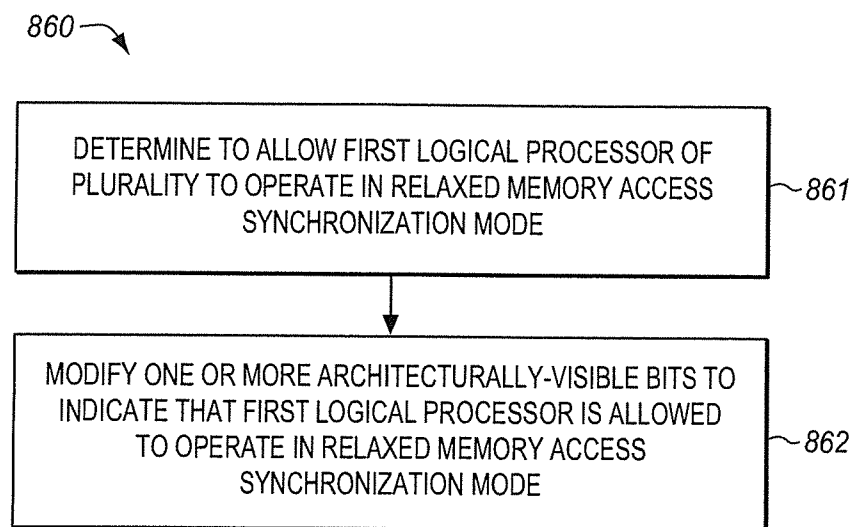 860
DETERMINE TO ALLOW FIRST LOGICAL PROCESSOR OF
PLURALITY TO OPERATE IN RELAXED MEMORY ACCESS
SYNCHRONIZATION MODE
861
MODIFY ONE OR MORE ARCHITECTURALLY-VISIBLE BITS TO
INDICATE THAT FIRST LOGICAL PROCESSOR IS ALLOWED
TO OPERATE IN RELAXED MEMORY ACCESS
SYNCHRONIZATION MODE
862